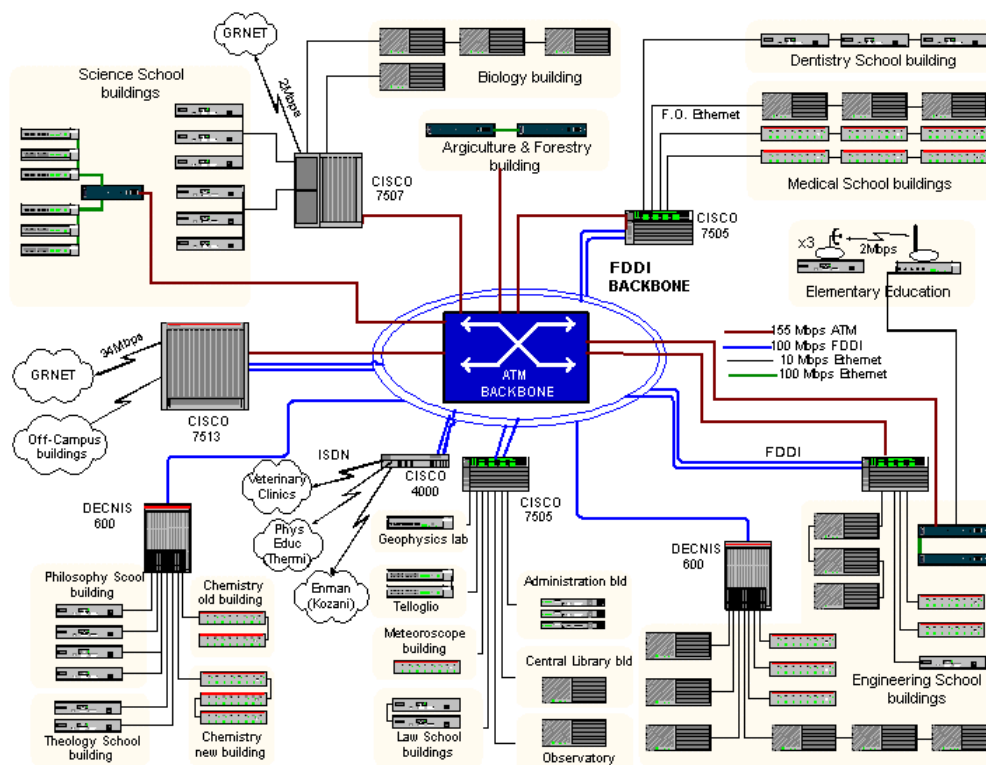 GRNET
2Mbps
Science School
buildings
Biology building
Dentistry School building
F.O. Ethernet
Argiculture & Forestry
building
Medical School buildings
CISCO
7507
CISCO
7505
x3
2Mbps
Elementary Education
FDDI
BACKBONE
155 Mbps ATM
100 Mbps FDDI
10 Mbps Ethernet
100 Mbps Ethernet
ATM
BACKBONE
34Mbps
GRNET
CISCO
7513
Off-Campus
buildings
ISDN
FDDI
Veterinary
Clinics
CISCO
4000
CISCO
7505
DECNIS
600
Phys
Educ
(Thermi)
Geophysics lab
DECNIS
600
Enman
(Kozani)
Philosophy Scool
building
Chemistry
old building
Telloglio
Administration bld
Meteoroscope
building
Central Library bld
Engineering School
buildings
Theology School
building
Chemistry
new building
Law School
buildings
Observatory